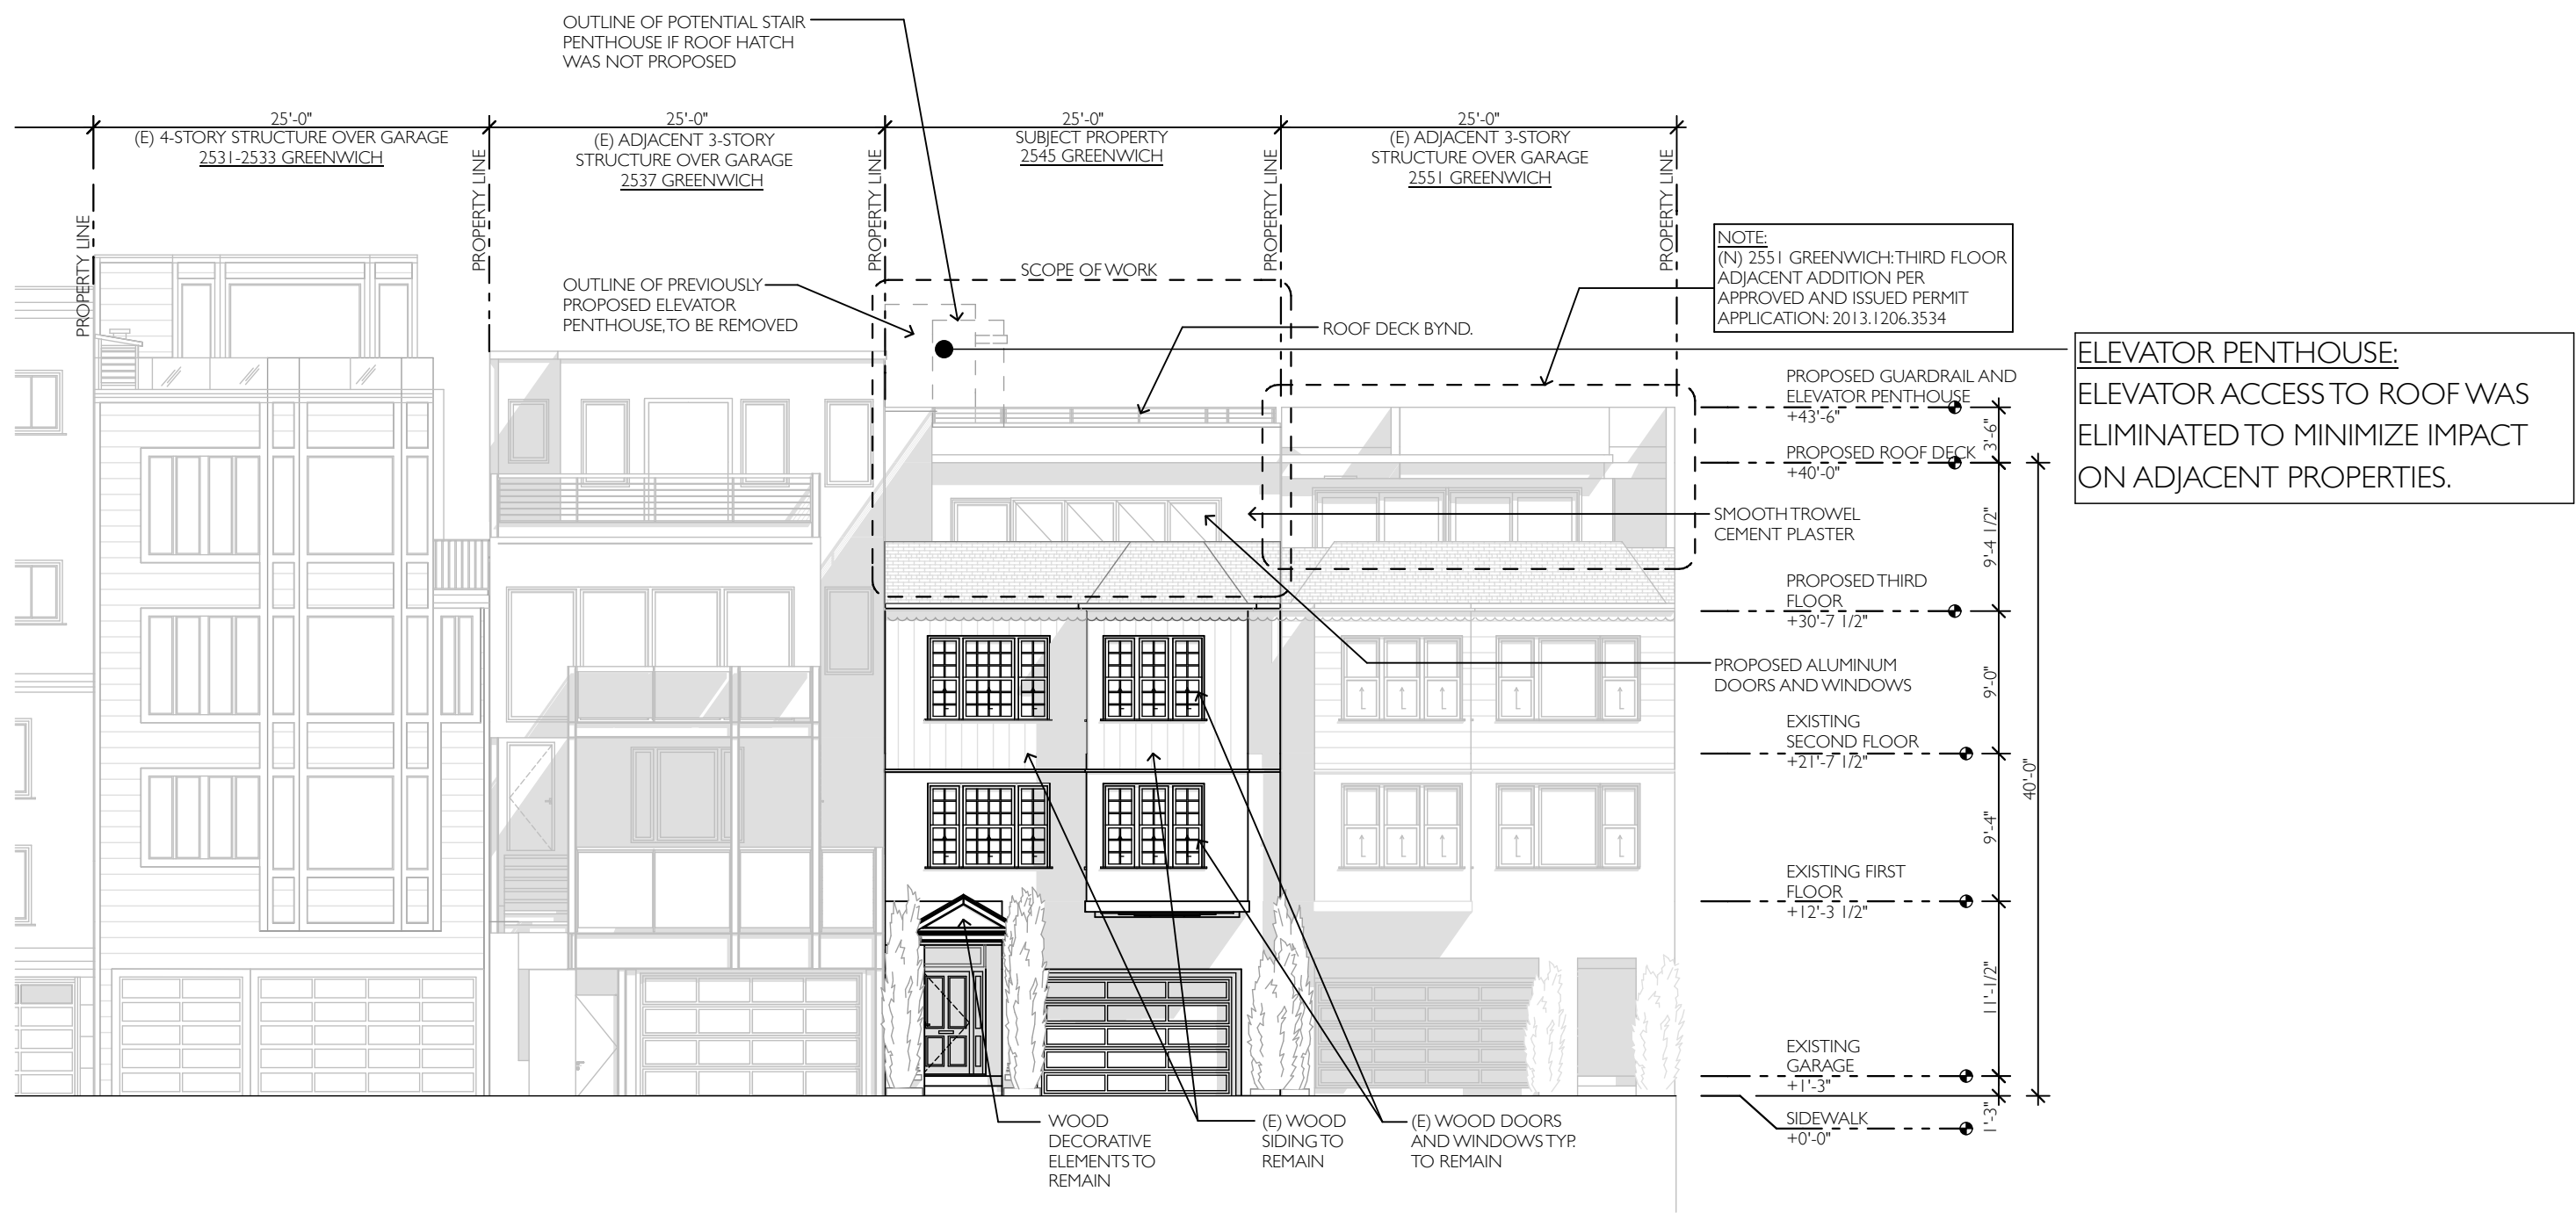 OUTLINE OF POTENTIAL STAIR
PENTHOUSE IF ROOF HATCH
WAS NOT PROPOSED
25'-0"
(E) 4-STORY STRUCTURE OVER GARAGE
2531-2533 GREENWICH
25'-0"
(E) ADJACENT 3-STORY
STRUCTURE OVER GARAGE
2537 GREENWICH
25'-0"
SUBJECT PROPERTY
2545 GREENWICH
25'-0"
(E) ADJACENT 3-STORY
STRUCTURE OVER GARAGE
2551 GREENWICH
PROPERTY LINE
PROPERTY LINE
PROPERTY LINE
PROPERTY LINE
PROPERTY LINE
OUTLINE OF PREVIOUSLY
PROPOSED ELEVATOR
PENTHOUSE, TO BE REMOVED
SCOPE OF WORK
ROOF DECK BYND.
NOTE:
(N) 2551 GREENWICH: THIRD FLOOR
ADJACENT ADDITION PER
APPROVED AND ISSUED PERMIT
APPLICATION: 2013.1206.3534
ELEVATOR PENTHOUSE:
ELEVATOR ACCESS TO ROOF WAS
ELIMINATED TO MINIMIZE IMPACT
ON ADJACENT PROPERTIES.
PROPOSED GUARDRAIL AND
ELEVATOR PENTHOUSE
+43'-6"
3'-6"
PROPOSED ROOF DECK
+40'-0"
SMOOTH TROWEL
CEMENT PLASTER
9'-4 1/2"
PROPOSED THIRD
FLOOR
+30'-7 1/2"
PROPOSED ALUMINUM
DOORS AND WINDOWS
9'-0"
EXISTING
SECOND FLOOR
+21'-7 1/2"
40'-0"
9'-4"
EXISTING FIRST
FLOOR
+12'-3 1/2"
11'-1/2"
EXISTING
GARAGE
+1'-3"
SIDEWALK
+0'-0"
1'-3"
WOOD
DECORATIVE
ELEMENTS TO
REMAIN
(E) WOOD
SIDING TO
REMAIN
(E) WOOD DOORS
AND WINDOWS TYP.
TO REMAIN